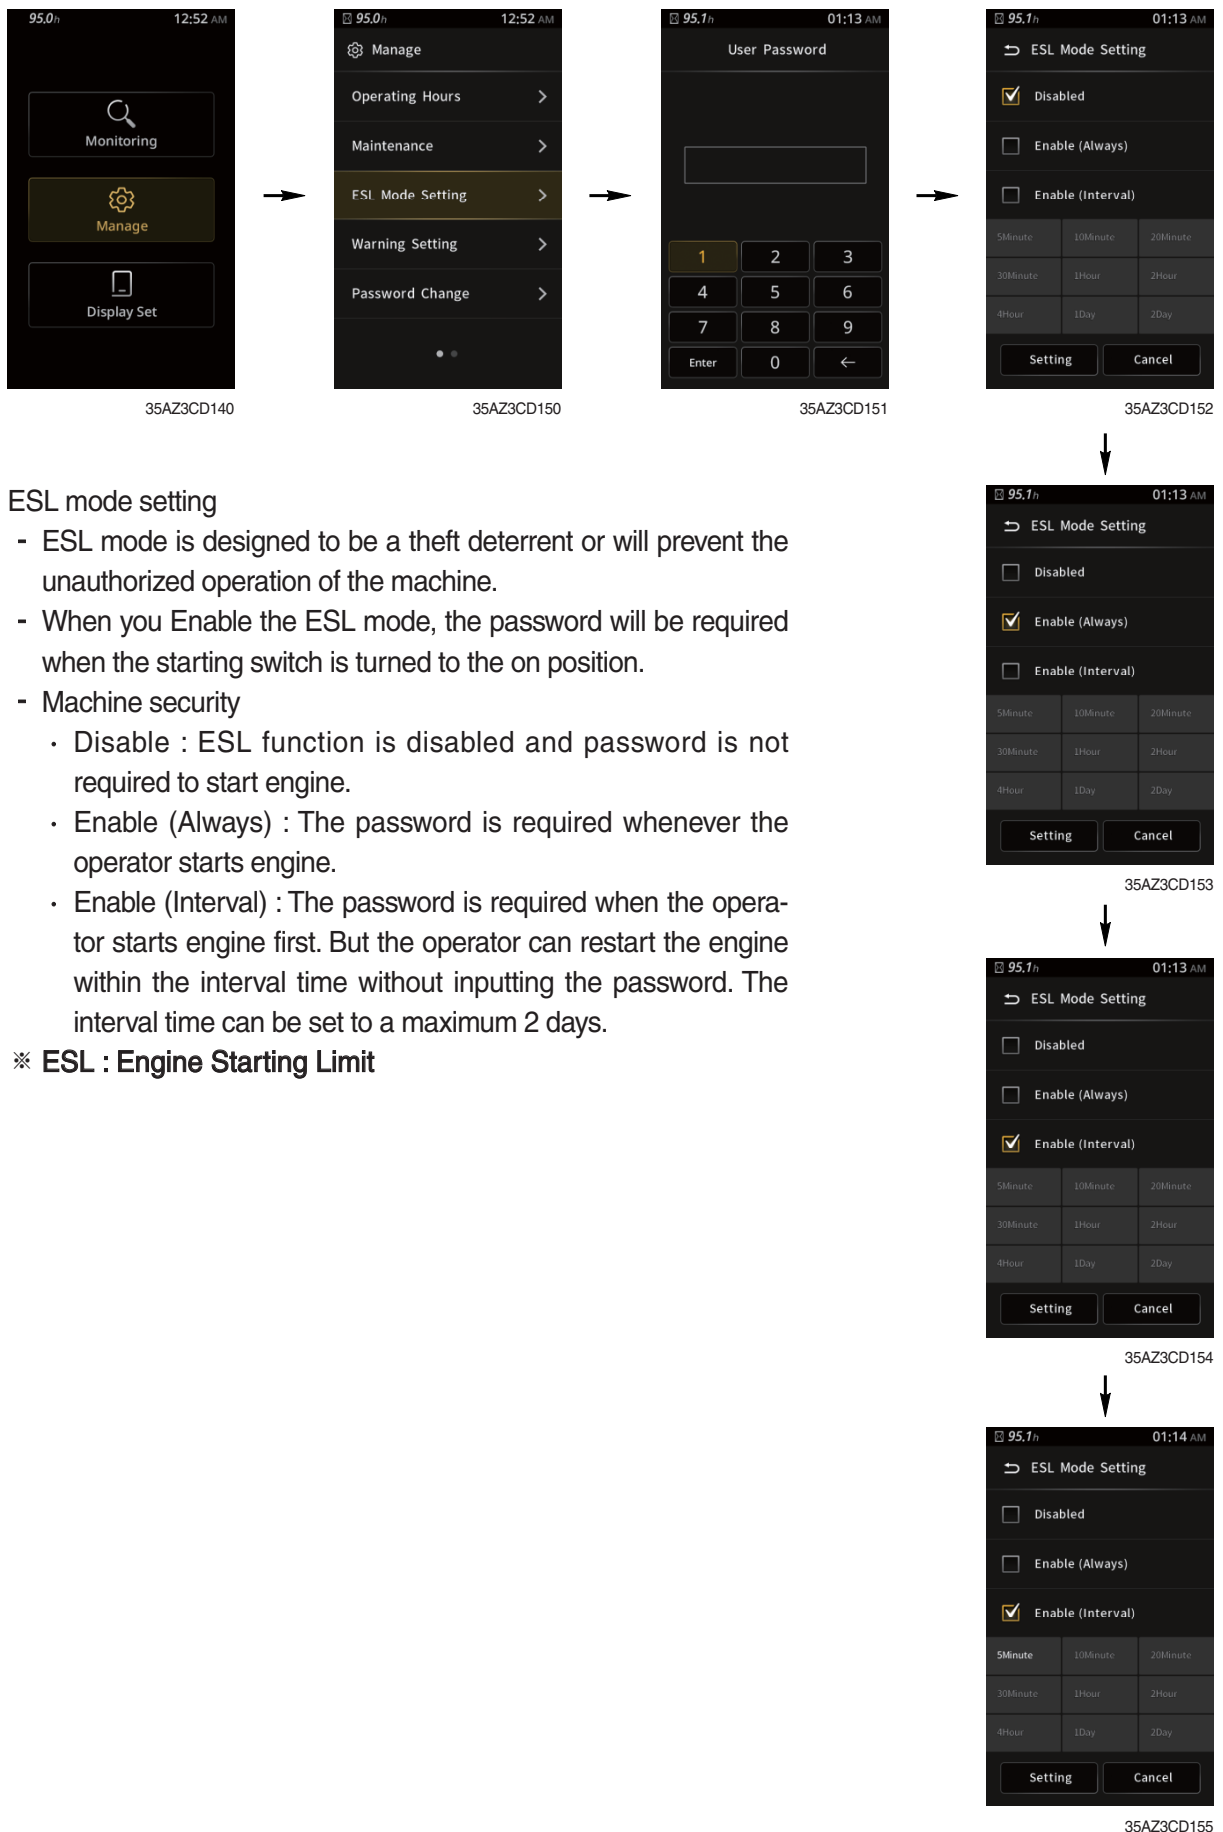 95.0h 12:52 AM
Monitoring
Manage
Display Set
35AZ3CD140
95.0h 12:52 AM
Manage
Operating Hours
Maintenance
ESL Mode Setting
Warning Setting
Password Change
35AZ3CD150
95.1h 01:13 AM
User Password
1 2 3
4 5 6
7 8 9
Enter 0 ←
35AZ3CD151
95.1h 01:13 AM
ESL Mode Setting
Disabled
Enable (Always)
Enable (Interval)
5Minute 10Minute 20Minute
30Minute 1Hour 2Hour
4Hour 1Day 2Day
Setting Cancel
35AZ3CD152
ESL mode setting
- ESL mode is designed to be a theft deterrent or will prevent the
unauthorized operation of the machine.
- When you Enable the ESL mode, the password will be required
when the starting switch is turned to the on position.
- Machine security
· Disable : ESL function is disabled and password is not
required to start engine.
· Enable (Always) : The password is required whenever the
operator starts engine.
· Enable (Interval) : The password is required when the opera-
tor starts engine first. But the operator can restart the engine
within the interval time without inputting the password. The
interval time can be set to a maximum 2 days.
※ ESL : Engine Starting Limit
95.1h 01:13 AM
ESL Mode Setting
Disabled
Enable (Always)
Enable (Interval)
5Minute 10Minute 20Minute
30Minute 1Hour 2Hour
4Hour 1Day 2Day
Setting Cancel
35AZ3CD153
95.1h 01:13 AM
ESL Mode Setting
Disabled
Enable (Always)
Enable (Interval)
5Minute 10Minute 20Minute
30Minute 1Hour 2Hour
4Hour 1Day 2Day
Setting Cancel
35AZ3CD154
95.1h 01:14 AM
ESL Mode Setting
Disabled
Enable (Always)
Enable (Interval)
5Minute 10Minute 20Minute
30Minute 1Hour 2Hour
4Hour 1Day 2Day
Setting Cancel
35AZ3CD155